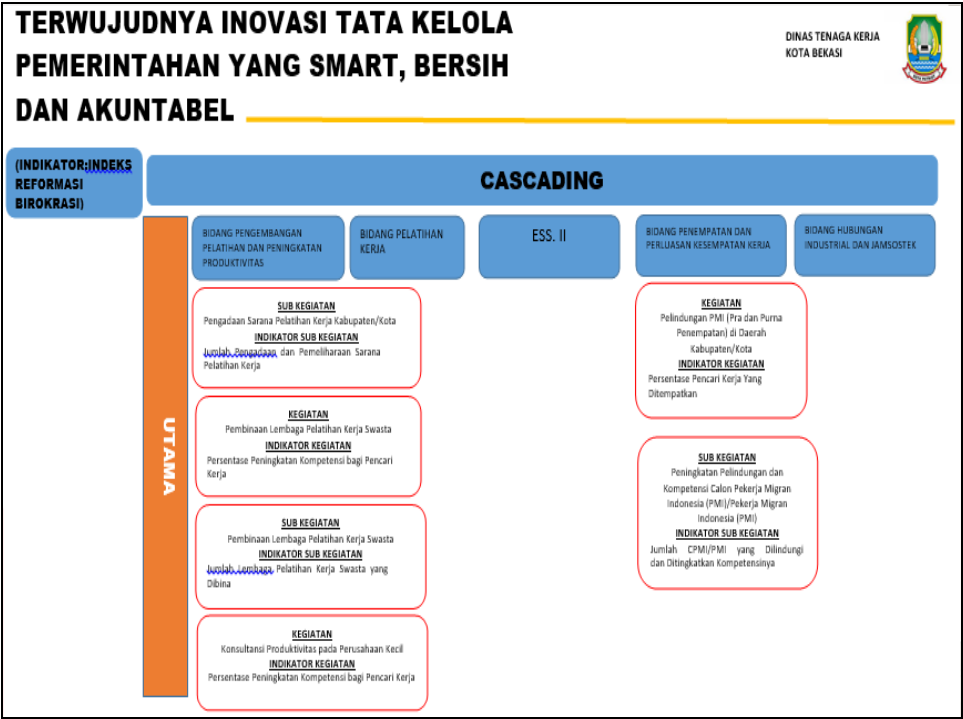 TERWUJUDNYA INOVASI TATA KELOLA
PEMERINTAHAN YANG SMART, BERSIH
DAN AKUNTABEL
DINAS TENAGA KERJA
KOTA BEKASI
(INDIKATOR;INDEKS
REFORMASI
BIROKRASI)
CASCADING
UTAMA
BIDANG PENGEMBANGAN
PELATIHAN DAN PENINGKATAN
PRODUKTIVITAS
BIDANG PELATIHAN
KERJA
ESS. II
BIDANG PENEMPATAN DAN
PERLUASAN KESEMPATAN KERJA
BIDANG HUBUNGAN
INDUSTRIAL DAN JAMSOSTEK
SUB KEGIATAN
Pengadaan Sarana Pelatihan Kerja Kabupaten/Kota
INDIKATOR SUB KEGIATAN
Jumlah Pengadaan dan Pemeliharaan Sarana
Pelatihan Kerja
KEGIATAN
Pembinaan Lembaga Pelatihan Kerja Swasta
INDIKATOR KEGIATAN
Persentase Peningkatan Kompetensi bagi Pencari
Kerja
SUB KEGIATAN
Pembinaan Lembaga Pelatihan Kerja Swasta
INDIKATOR SUB KEGIATAN
Jumlah Lembaga Pelatihan Kerja Swasta yang
Dibina
KEGIATAN
Konsultansi Produktivitas pada Perusahaan Kecil
INDIKATOR KEGIATAN
Persentase Peningkatan Kompetensi bagi Pencari Kerja
KEGIATAN
Pelindungan PMI (Pra dan Purna
Penempatan) di Daerah
Kabupaten/Kota
INDIKATOR KEGIATAN
Persentase Pencari Kerja Yang
Ditempatkan
SUB KEGIATAN
Peningkatan Pelindungan dan
Kompetensi Calon Pekerja Migran
Indonesia (PMI)/Pekerja Migran
Indonesia (PMI)
INDIKATOR SUB KEGIATAN
Jumlah CPMI/PMI yang Dilindungi
dan Ditingkatkan Kompetensinya